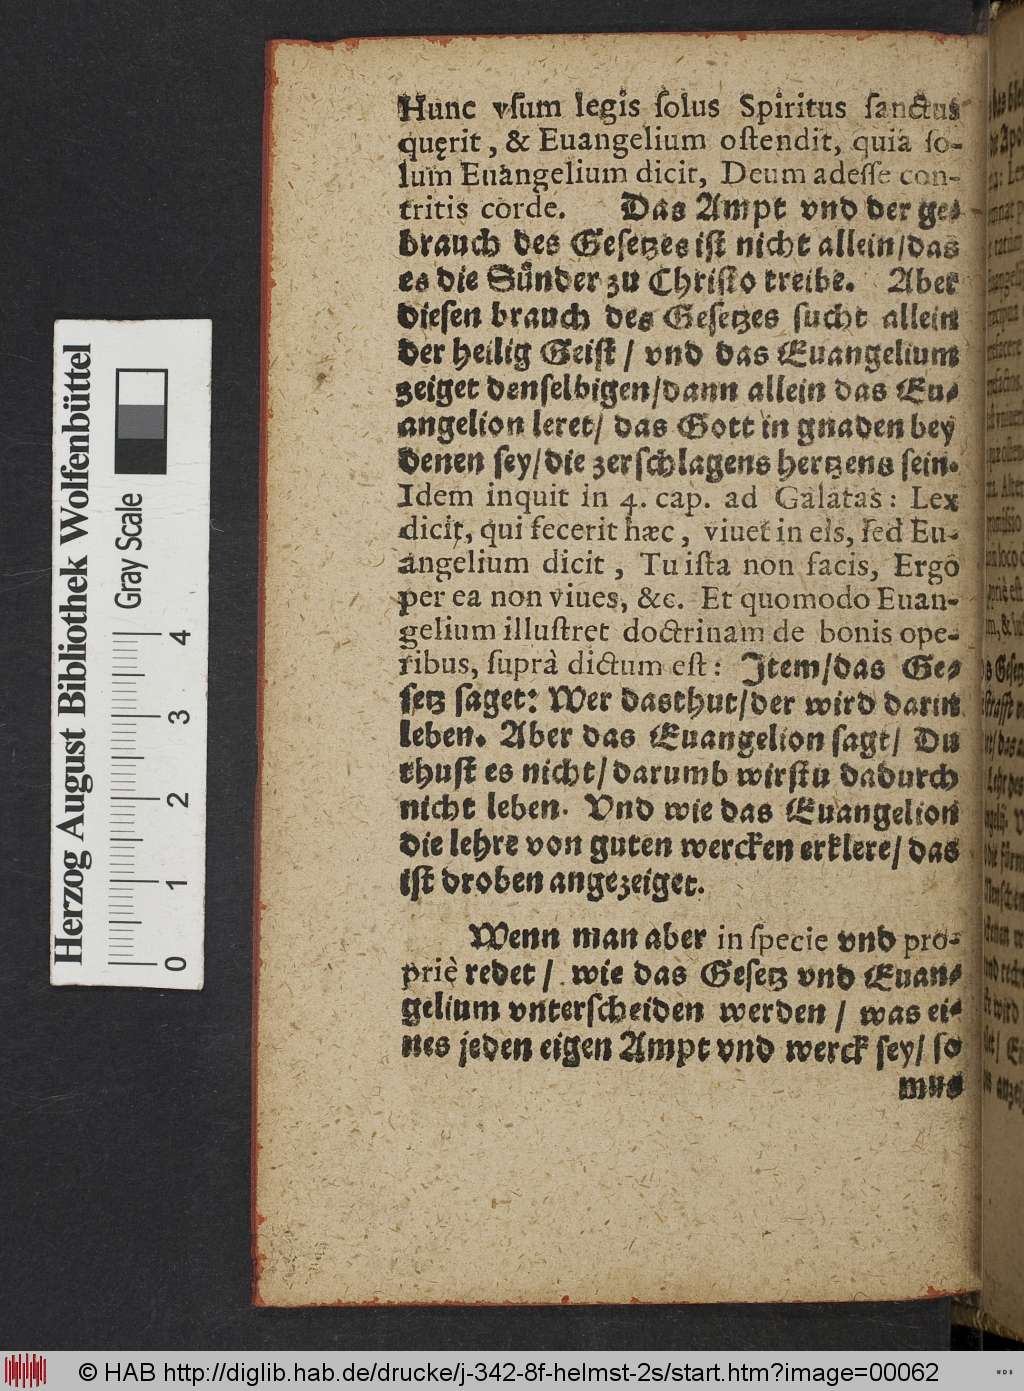 Hunc vſum legis ſolus Spiritus ſanctus
quęrit, & Euangelium oſtendit, quia ſo-
lum Euangelium dicit, Deum adeſſe con-
tritis corde. Das Ampt vnd der ge-
brauch des Geſetzes iſt nicht allein/das
es die Sünder zu Chriſto treibe. Aber
dieſen brauch des Geſetzes ſucht allein
der heilig Geiſt / vnd das Euangelium
zeiget denſelbigen/dann allein das Eu-
angelion leret/ das Gott in gnaden bey
denen ſey/die zerſchlagens hertzens ſein.
Idem inquit in 4. cap. ad Galatas: Lex
dicit, qui fecerit hæc, viuet in eis, ſed Eu-
angelium dicit, Tu iſta non facis, Ergò
per ea non viues, &c. Et quomodo Euan-
gelium illuſtret doctrinam de bonis ope-
ribus, ſuprà dictum eſt: Item/das Ge-
ſetz ſaget: Wer das thut/der wird darin
leben. Aber das Euangelion ſagt/ Du
thuſt es nicht/darumb wirſtu dadurch
nicht leben. Vnd wie das Euangelion
die lehre von guten wercken erklere/ das
iſt droben angezeiget.
Wenn man aber in ſpecie vnd pro-
priè redet / wie das Geſetz vnd Euan-
gelium vnterſcheiden werden / was ei-
nes jeden eigen Ampt vnd werck ſey/ ſo
mus
Herzog August Bibliothek Wolfenbüttel
Gray Scale
0 1 2 3 4
© HAB http://diglib.hab.de/drucke/j-342-8f-helmst-2s/start.htm?image=00062